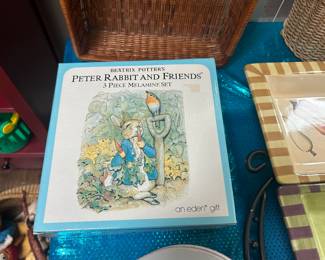 BEATRIX POTTER'S
PETER RABBIT AND FRIENDS®
3 PIECE MELAMINE SET
an eden® gift